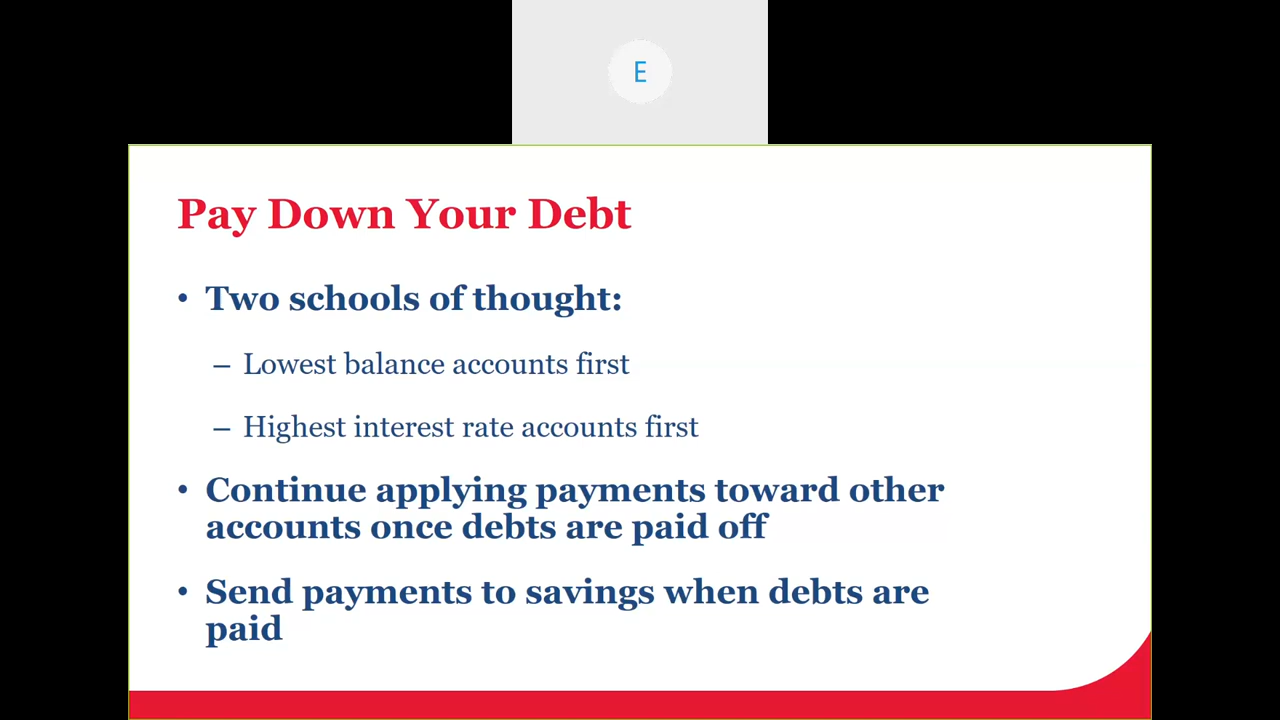 E
Pay Down Your Debt
• Two schools of thought:
– Lowest balance accounts first
– Highest interest rate accounts first
• Continue applying payments toward other
accounts once debts are paid off
• Send payments to savings when debts are
paid